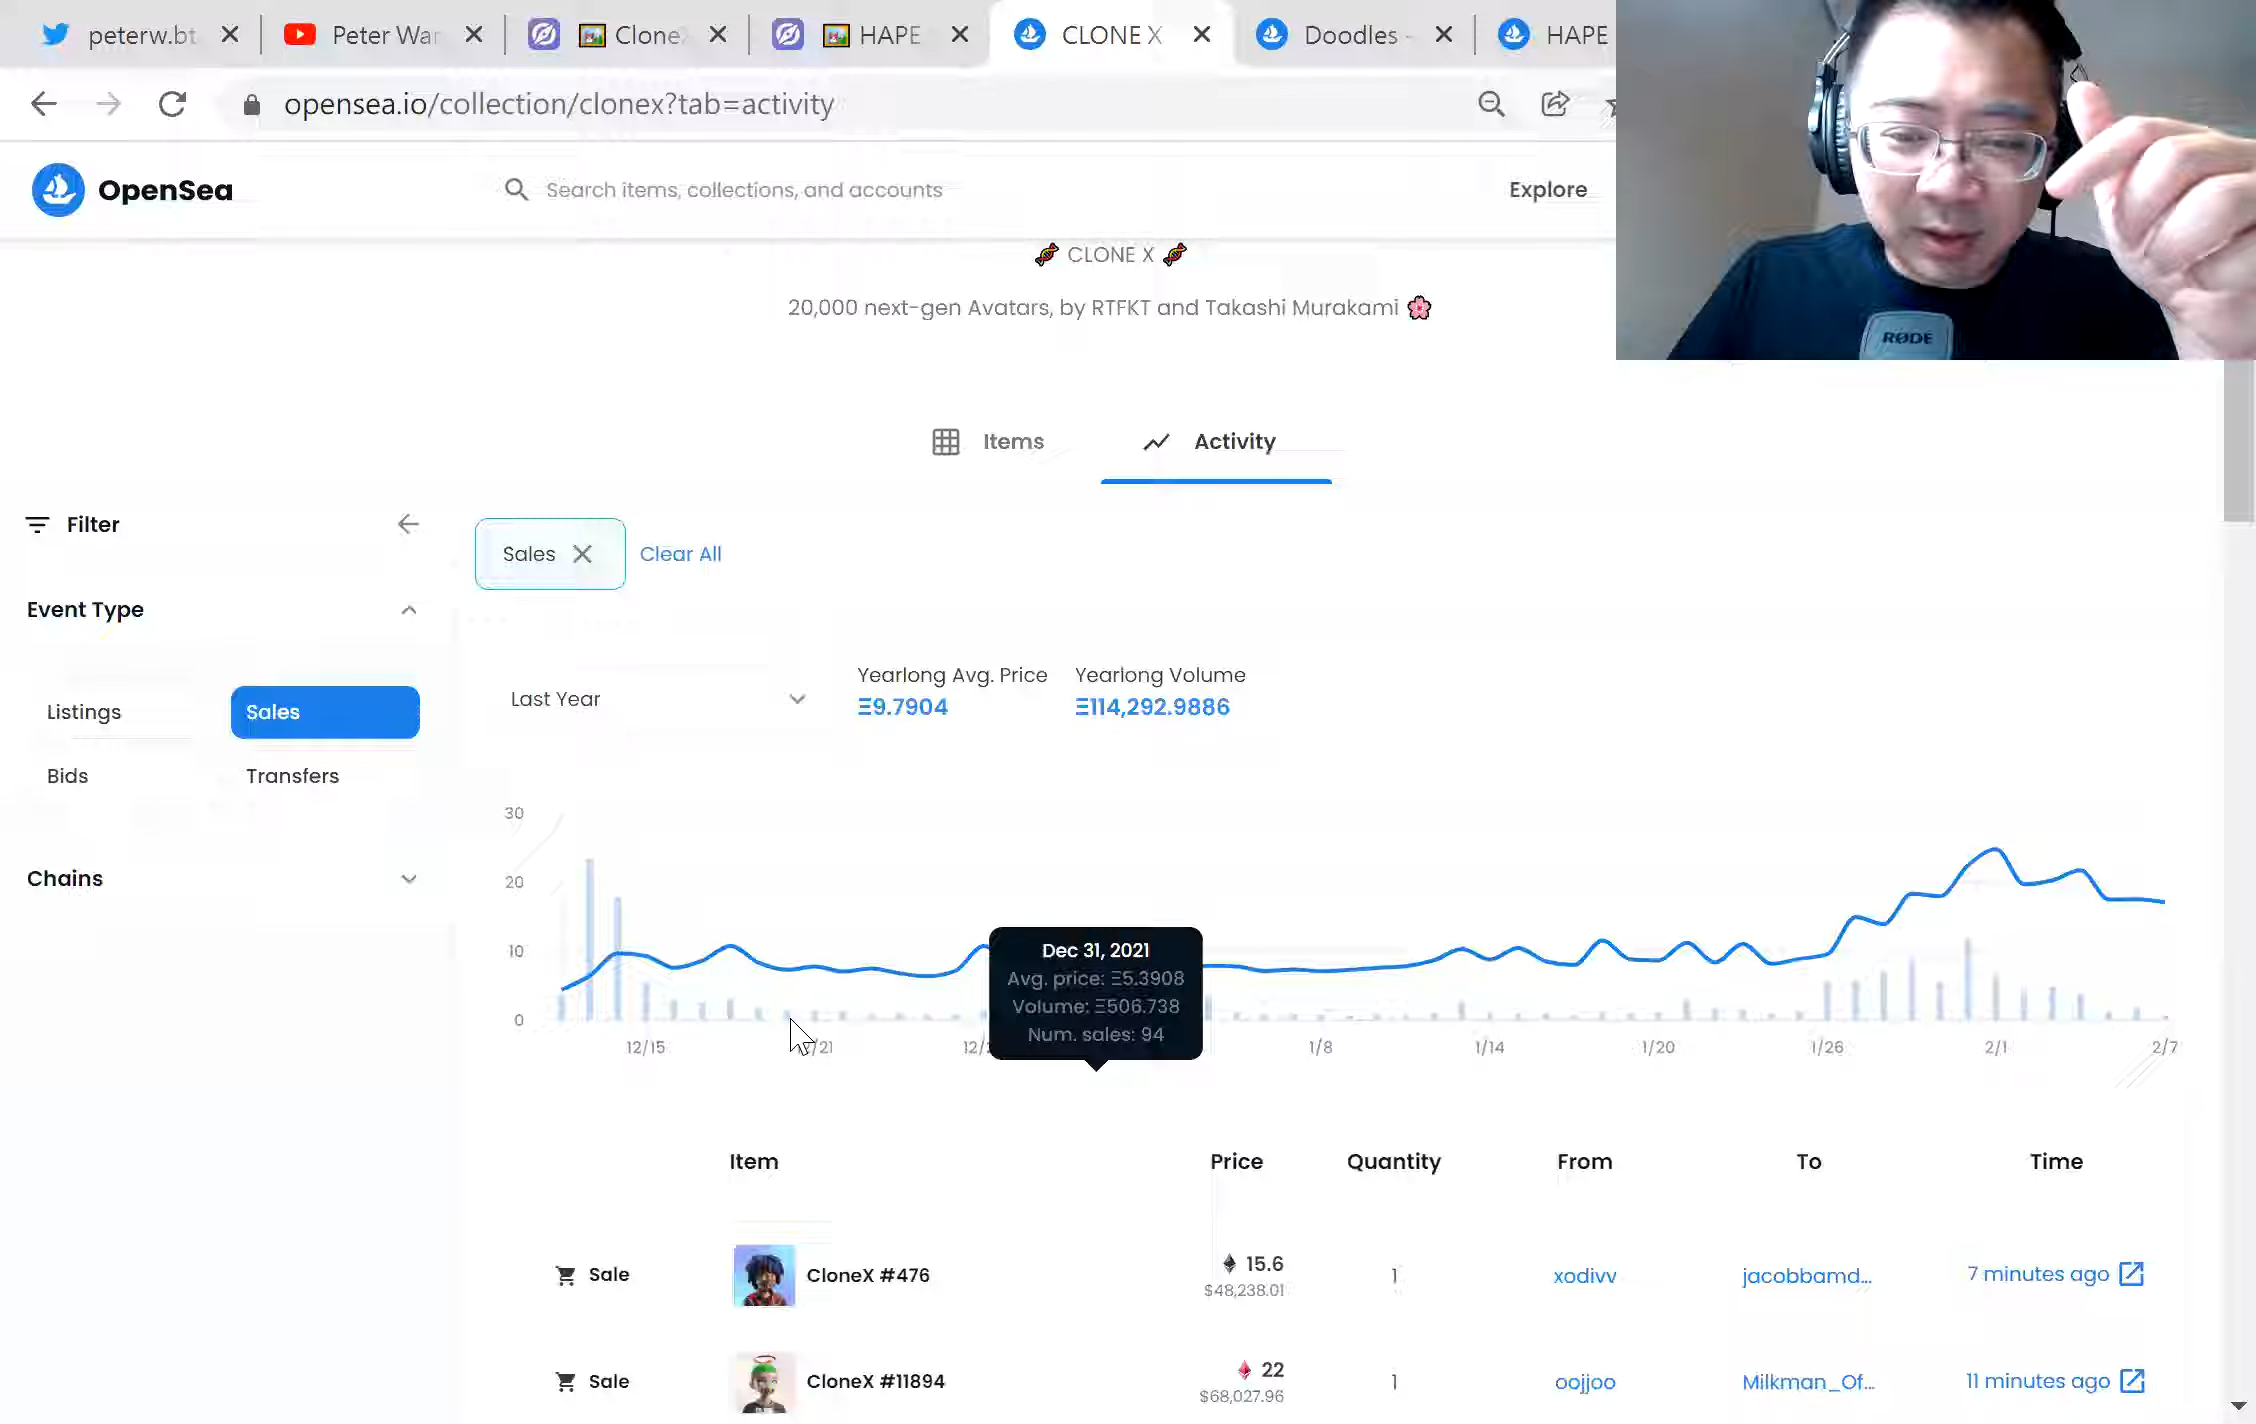 peterw.bt
Peter War
Clone
HAPE
CLONE X
Doodles -
HAPE
opensea.io/collection/clonex?tab=activity
OpenSea
Search items, collections, and accounts
Explore
RØDE
CLONE X
20,000 next-gen Avatars, by RTFKT and Takashi Murakami
Items
Activity
Filter
Sales
Clear All
Event Type
Listings
Sales
Bids
Transfers
Chains
Last Year
Yearlong Avg. Price
Ξ9.7904
Yearlong Volume
Ξ114,292.9886
30
20
10
0
Dec 31, 2021
Avg. price: Ξ5.3908
Volume: Ξ506.738
Num. sales: 94
12/15
/21
12/
1/8
1/14
1/20
1/26
2/1
2/7
Item Price Quantity From To Time
Sale CloneX #476 15.6 1 xodivv jacobbamd... 7 minutes ago
$48,238.01
Sale CloneX #11894 22 1 oojjoo Milkman_Of... 11 minutes ago
$68,027.96